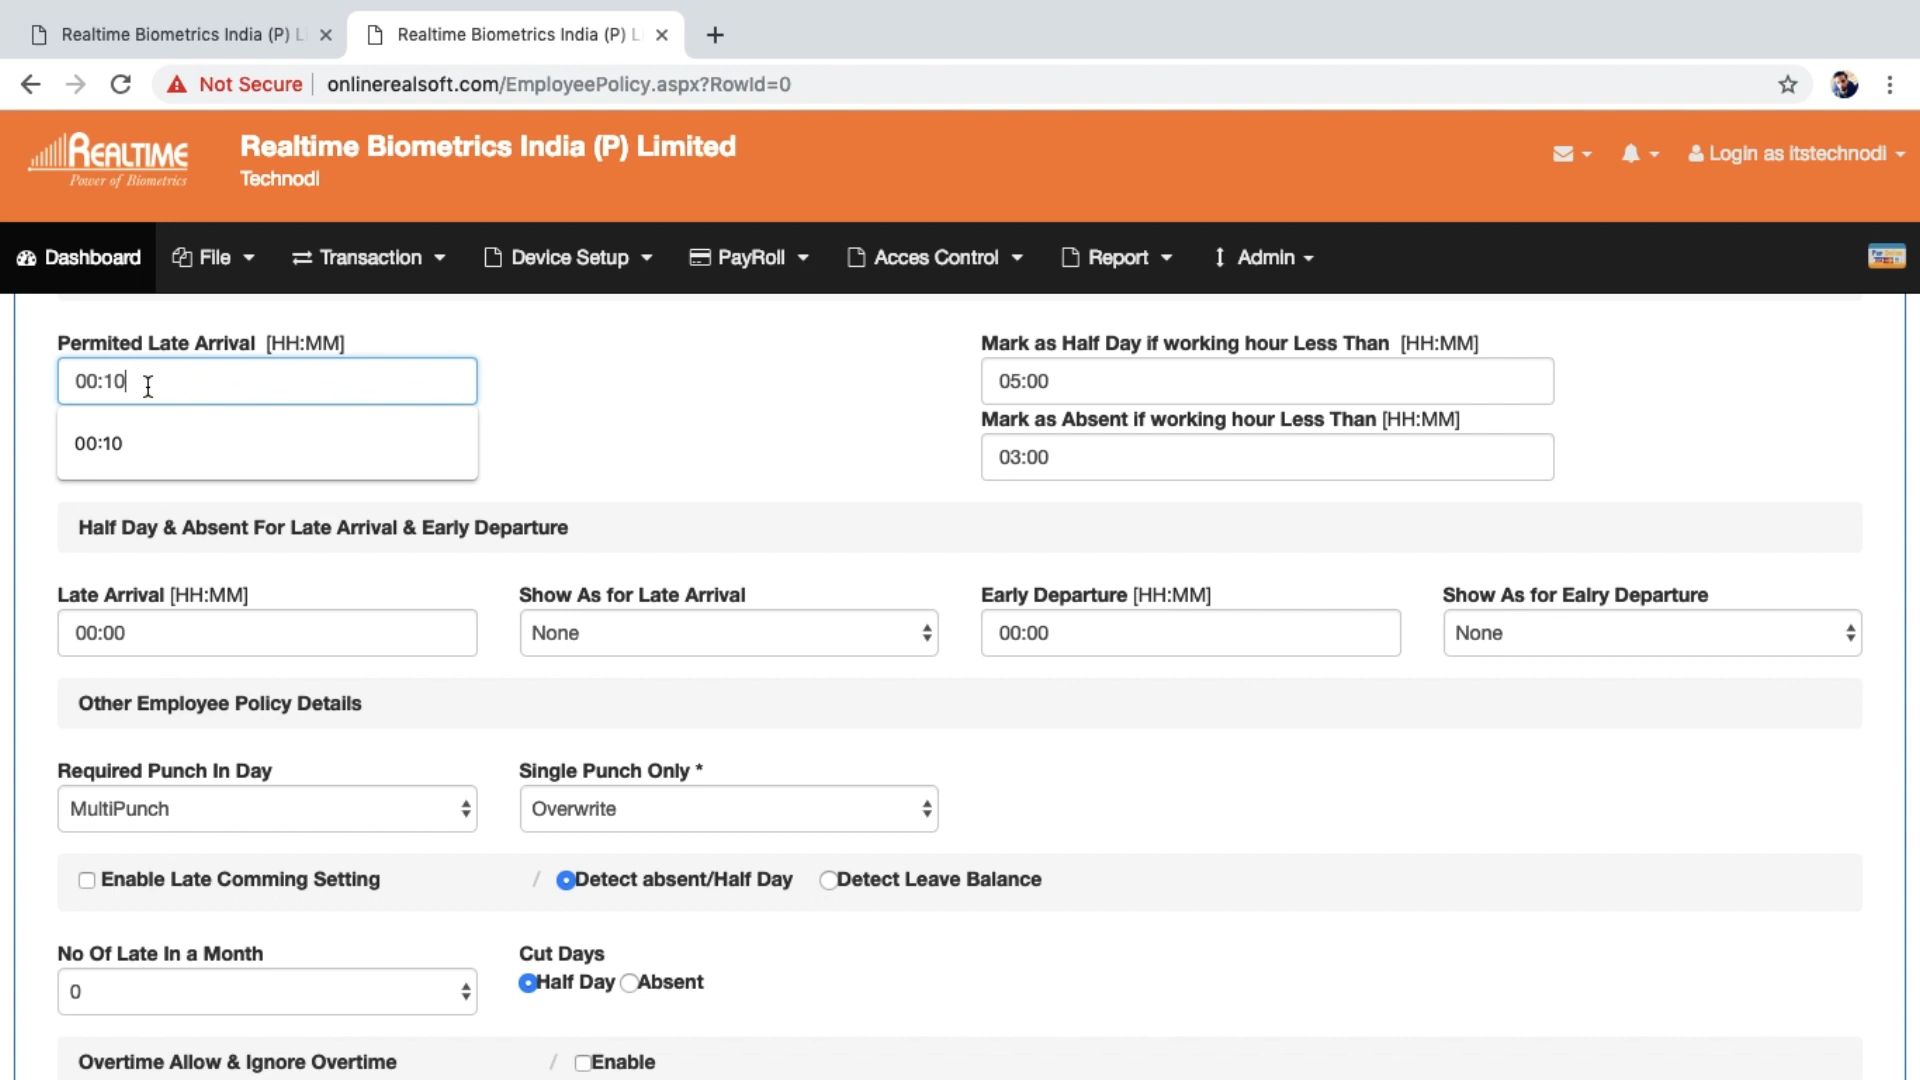 Realtime Biometrics India (P) L
Realtime Biometrics India (P) L
Not Secure
onlinerealsoft.com/EmployeePolicy.aspx?RowId=0
REALTIME
Power of Biometrics
Realtime Biometrics India (P) Limited
Technodi
Login as itstechnodi
Dashboard
File
Transaction
Device Setup
PayRoll
Acces Control
Report
Admin
Permited Late Arrival [HH:MM]
00:10
00:10
Mark as Half Day if working hour Less Than [HH:MM]
05:00
Mark as Absent if working hour Less Than [HH:MM]
03:00
Half Day & Absent For Late Arrival & Early Departure
Late Arrival [HH:MM]
00:00
Show As for Late Arrival
None
Early Departure [HH:MM]
00:00
Show As for Ealry Departure
None
Other Employee Policy Details
Required Punch In Day
MultiPunch
Single Punch Only *
Overwrite
Enable Late Comming Setting / Detect absent/Half Day Detect Leave Balance
No Of Late In a Month
0
Cut Days
Half Day Absent
Overtime Allow & Ignore Overtime / Enable